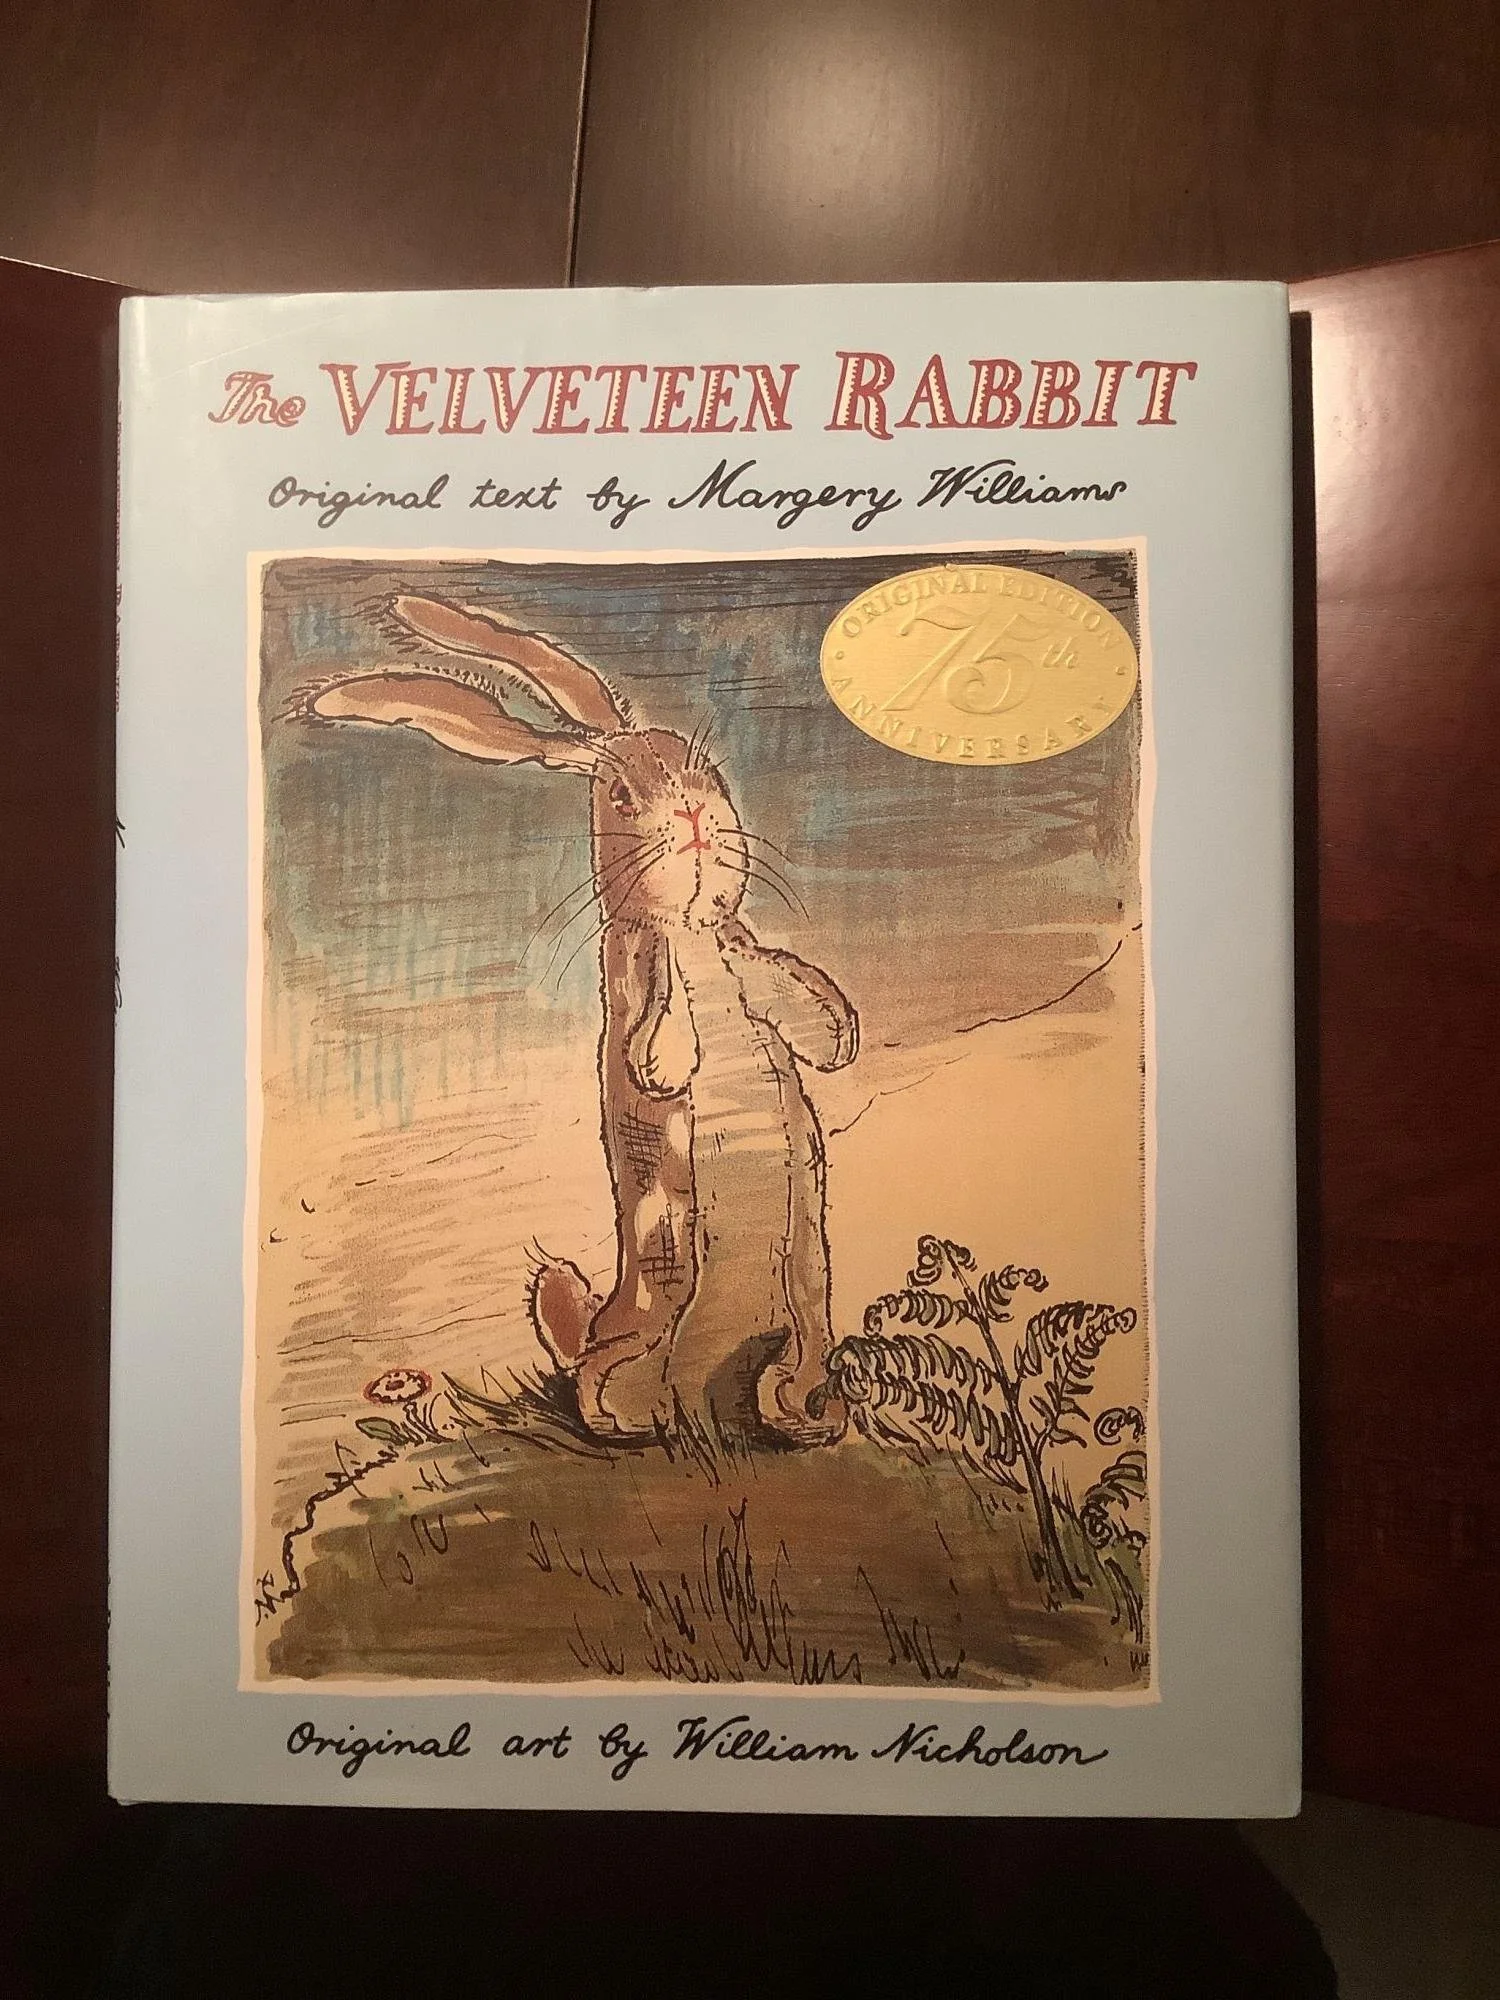 The VELVETEEN RABBIT
Original text by Margery Williams
ORIGINAL EDITION
75th
ANNIVERSARY
Original art by William Nicholson